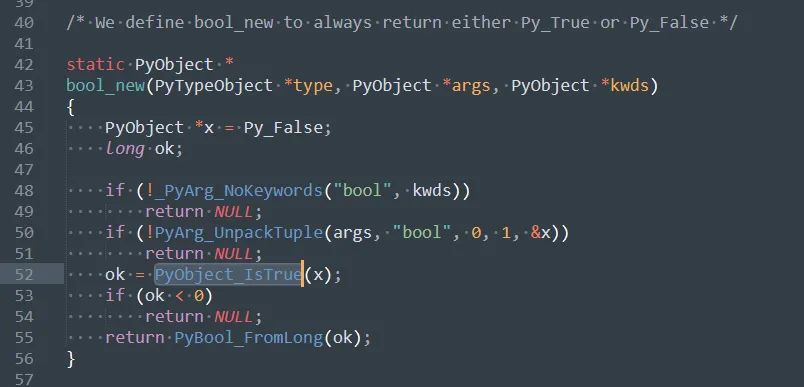 39
40 /* We define bool_new to always return either Py_True or Py_False */
41
42 static PyObject *
43 bool_new(PyTypeObject *type, PyObject *args, PyObject *kwds)
44 {
45     PyObject *x = Py_False;
46     long ok;
47
48     if (!_PyArg_NoKeywords("bool", kwds))
49         return NULL;
50     if (!PyArg_UnpackTuple(args, "bool", 0, 1, &x))
51         return NULL;
52     ok = PyObject_IsTrue(x);
53     if (ok < 0)
54         return NULL;
55     return PyBool_FromLong(ok);
56 }
57